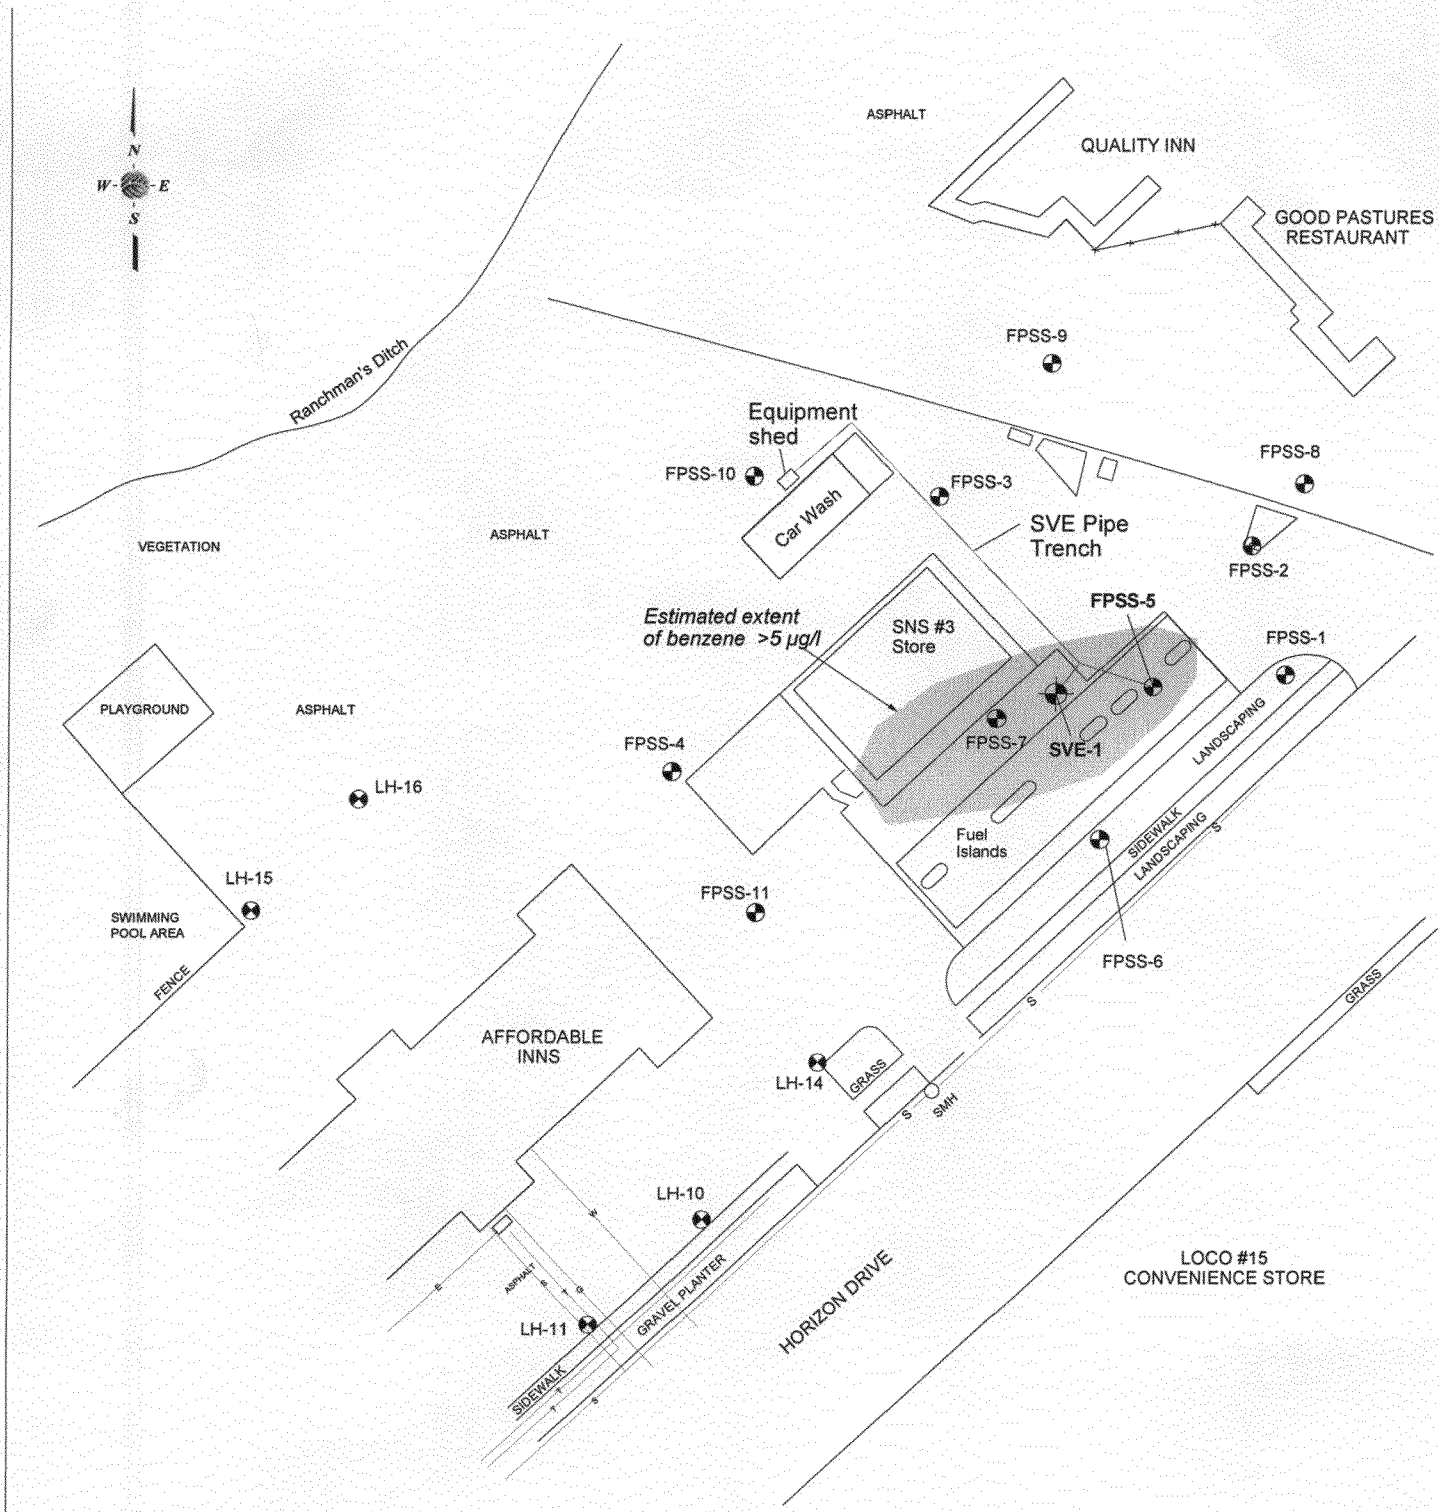 ASPHALT
QUALITY INN
N
W
E
S
GOOD PASTURES
RESTAURANT
FPSS-9
Ranchman's Ditch
Equipment
shed
FPSS-10
FPSS-3
FPSS-8
Car Wash
SVE Pipe
Trench
VEGETATION
ASPHALT
FPSS-2
FPSS-5
Estimated extent
of benzene >5 µg/l
SNS #3
Store
FPSS-1
PLAYGROUND
ASPHALT
FPSS-4
FPSS-7
SVE-1
LANDSCAPING
LH-16
SIDEWALK
LANDSCAPING
S
Fuel
Islands
LH-15
FPSS-11
SWIMMING
POOL AREA
FENCE
FPSS-6
GRASS
S
AFFORDABLE
INNS
LH-14
GRASS
S
SMH
LH-10
W
LOCO #15
CONVENIENCE STORE
E
ASPHALT
S
T
G
GRAVEL PLANTER
HORIZON DRIVE
LH-11
SIDEWALK
T
T
S